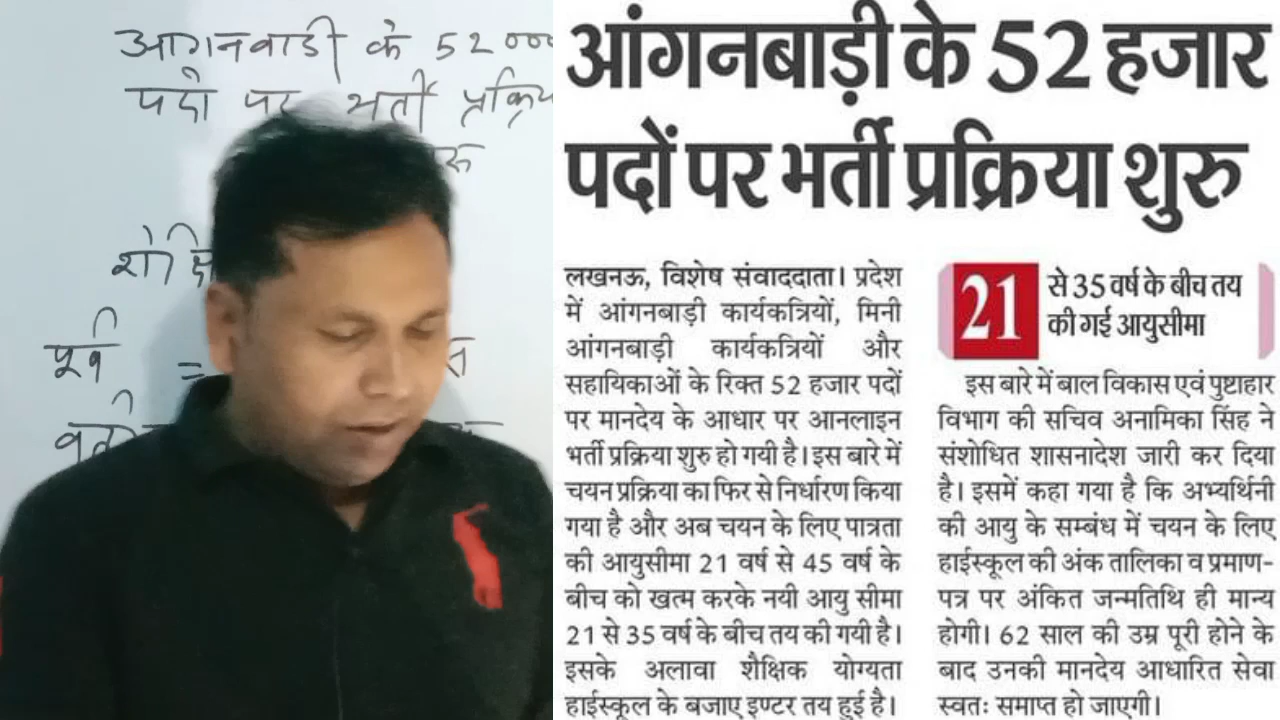 आगनवाडी के 52000
पदो पर भर्ती प्रक्रिया
पूर्व =
आंगनबाड़ी के 52 हजार
पदों पर भर्ती प्रक्रिया शुरु
लखनऊ, विशेष संवाददाता। प्रदेश
में आंगनबाड़ी कार्यकत्रियों, मिनी
आंगनबाड़ी कार्यकत्रियों और
सहायिकाओं के रिक्त 52 हजार पदों
पर मानदेय के आधार पर आनलाइन
भर्ती प्रक्रिया शुरु हो गयी है। इस बारे में
चयन प्रक्रिया का फिर से निर्धारण किया
गया है और अब चयन के लिए पात्रता
की आयुसीमा 21 वर्ष से 45 वर्ष के
बीच को खत्म करके नयी आयु सीमा
21 से 35 वर्ष के बीच तय की गयी है।
इसके अलावा शैक्षिक योग्यता
हाईस्कूल के बजाए इण्टर तय हुई है।
21 से 35 वर्ष के बीच तय
की गई आयुसीमा
इस बारे में बाल विकास एवं पुष्टाहार
विभाग की सचिव अनामिका सिंह ने
संशोधित शासनादेश जारी कर दिया
है। इसमें कहा गया है कि अभ्यर्थिनी
की आयु के सम्बंध में चयन के लिए
हाईस्कूल की अंक तालिका व प्रमाण-
पत्र पर अंकित जन्मतिथि ही मान्य
होगी। 62 साल की उम्र पूरी होने के
बाद उनकी मानदेय आधारित सेवा
स्वतः समाप्त हो जाएगी।